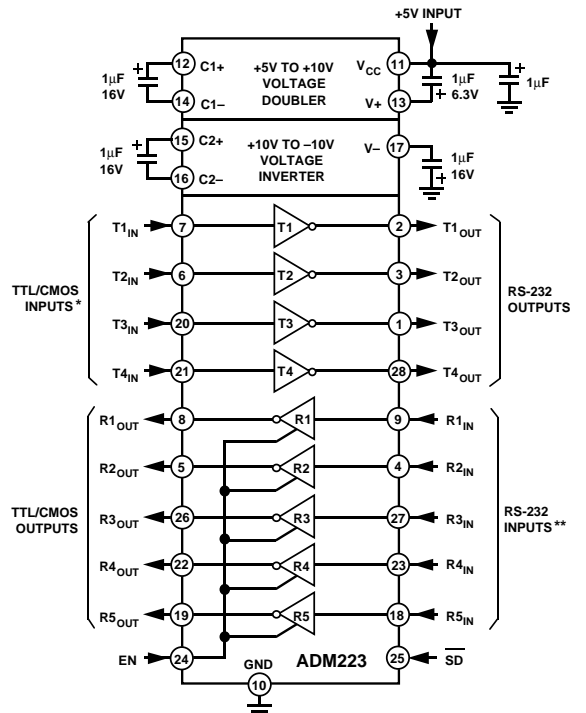 +5V INPUT
1μF
16V
12 C1+
14 C1–
+5V TO +10V
VOLTAGE
DOUBLER
VCC 11
V+ 13
1μF
6.3V
1μF
1μF
16V
15 C2+
16 C2–
+10V TO –10V
VOLTAGE
INVERTER
V– 17
1μF
16V
TTL/CMOS
INPUTS*
T1IN 7 T1 2 T1OUT
T2IN 6 T2 3 T2OUT
T3IN 20 T3 1 T3OUT
T4IN 21 T4 28 T4OUT
RS-232
OUTPUTS
TTL/CMOS
OUTPUTS
R1OUT 8 R1 9 R1IN
R2OUT 5 R2 4 R2IN
R3OUT 26 R3 27 R3IN
R4OUT 22 R4 23 R4IN
R5OUT 19 R5 18 R5IN
RS-232
INPUTS**
EN 24
GND
10
ADM223
25 S̅D̅